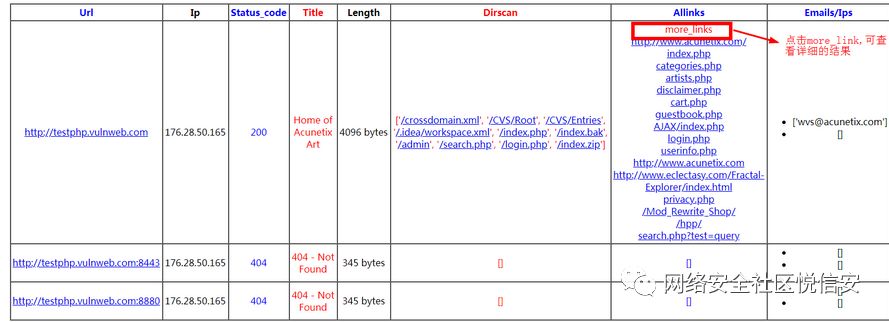 Url Ip Status_code Title Length Dirscan Allinks Emails/Ips
more_links
点击more_link,可查
看详细的结果
http://www.acunetix.com/
index.php
categories.php
artists.php
disclaimer.php
cart.php
guestbook.php
AJAX/index.php
login.php
userinfo.php
http://www.acunetix.com
http://www.eclectasy.com/Fractal-
Explorer/index.html
privacy.php
/Mod_Rewrite_Shop/
/hpp/
search.php?test=query
http://testphp.vulnweb.com 176.28.50.165 200
Home of
Acunetix
Art
4096 bytes
['/crossdomain.xml', '/CVS/Root', '/CVS/Entries',
'/.idea/workspace.xml', '/index.php', '/index.bak',
'/admin', '/search.php', '/login.php', '/index.zip']
['wvs@acunetix.com']
[]
http://testphp.vulnweb.com:8443 176.28.50.165 404
404 - Not
Found
345 bytes [] []
[]
[]
http://testphp.vulnweb.com:8880 176.28.50.165 404
404 - Not
Found
345 bytes [] []
[]
[]
网络安全社区悦信安